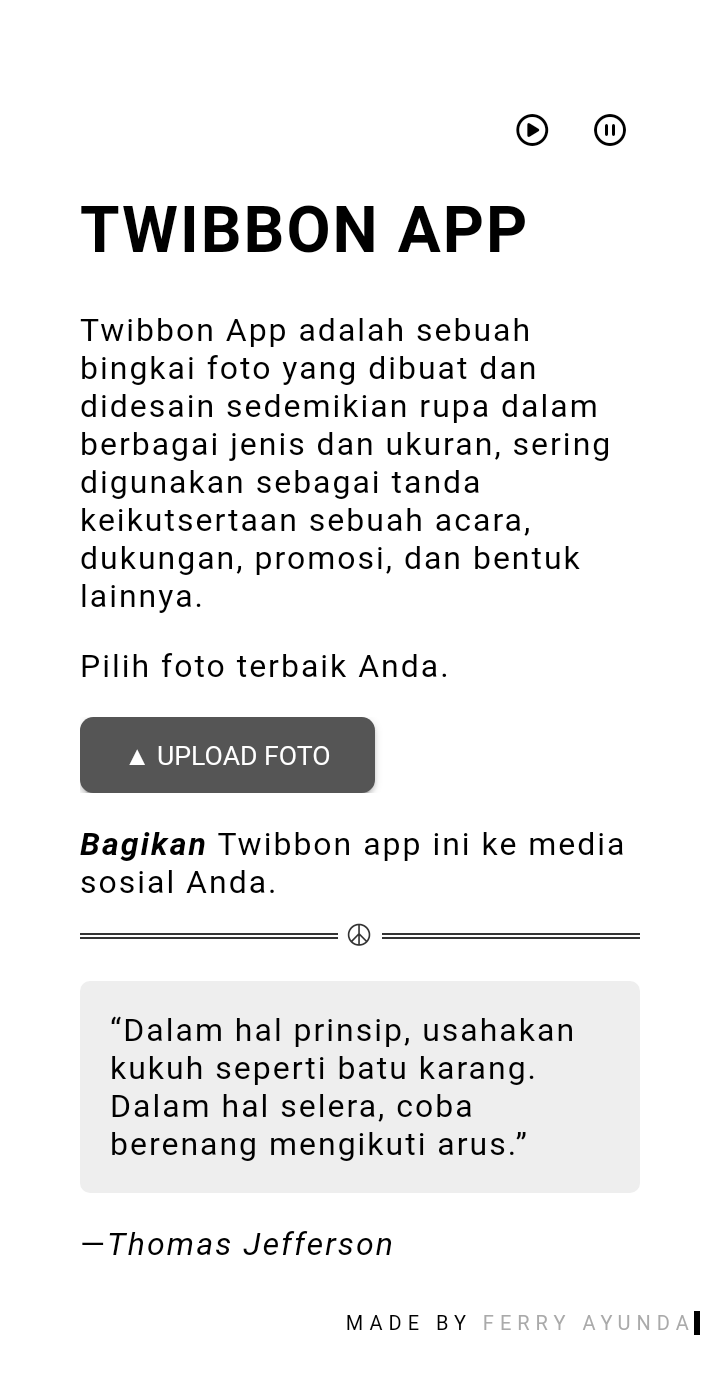 TWIBBON APP
Twibbon App adalah sebuah
bingkai foto yang dibuat dan
didesain sedemikian rupa dalam
berbagai jenis dan ukuran, sering
digunakan sebagai tanda
keikutsertaan sebuah acara,
dukungan, promosi, dan bentuk
lainnya.
Pilih foto terbaik Anda.
▲ UPLOAD FOTO
Bagikan Twibbon app ini ke media
sosial Anda.
“Dalam hal prinsip, usahakan
kukuh seperti batu karang.
Dalam hal selera, coba
berenang mengikuti arus.”
—Thomas Jefferson
MADE BY FERRY AYUNDA